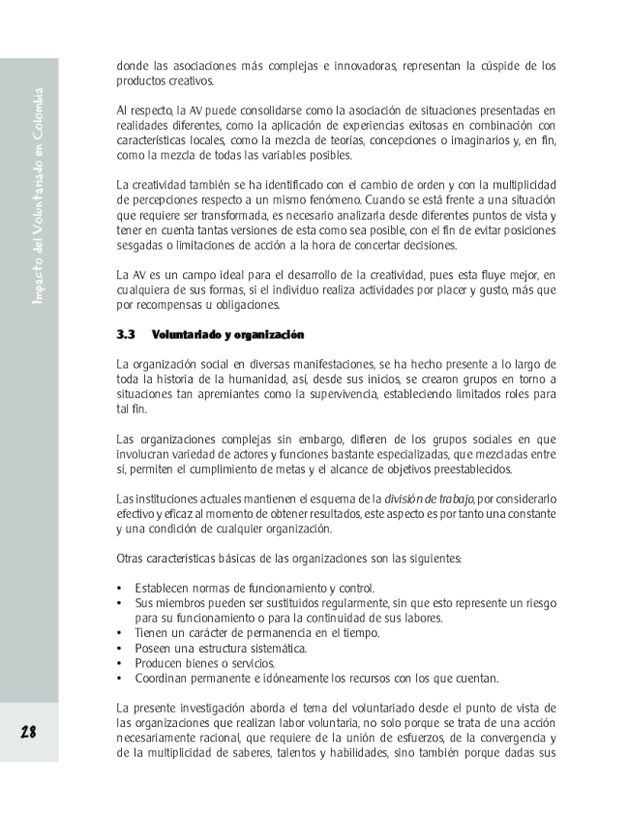 donde las asociaciones más complejas e innovadoras, representan la cúspide de los
productos creativos.
Al respecto, la AV puede consolidarse como la asociación de situaciones presentadas en
realidades diferentes, como la aplicación de experiencias exitosas en combinación con
características locales, como la mezcla de teorías, concepciones o imaginarios y, en fin,
como la mezcla de todas las variables posibles.
La creatividad también se ha identificado con el cambio de orden y con la multiplicidad
de percepciones respecto a un mismo fenómeno. Cuando se está frente a una situación
que requiere ser transformada, es necesario analizarla desde diferentes puntos de vista y
tener en cuenta tantas versiones de esta como sea posible, con el fin de evitar posiciones
sesgadas o limitaciones de acción a la hora de concertar decisiones.
La AV es un campo ideal para el desarrollo de la creatividad, pues esta fluye mejor, en
cualquiera de sus formas, si el individuo realiza actividades por placer y gusto, más que
por recompensas u obligaciones.
3.3 Voluntariado y organización
La organización social en diversas manifestaciones, se ha hecho presente a lo largo de
toda la historia de la humanidad, así, desde sus inicios, se crearon grupos en torno a
situaciones tan apremiantes como la supervivencia, estableciendo limitados roles para
tal fin.
Las organizaciones complejas sin embargo, difieren de los grupos sociales en que
involucran variedad de actores y funciones bastante especializadas, que mezcladas entre
si, permiten el cumplimiento de metas y el alcance de objetivos preestablecidos.
Las instituciones actuales mantienen el esquema de la división de trabajo, por considerarlo
efectivo y eficaz al momento de obtener resultados, este aspecto es por tanto una constante
y una condición de cualquier organización.
Otras características básicas de las organizaciones son las siguientes:
• Establecen normas de funcionamiento y control.
• Sus miembros pueden ser sustituidos regularmente, sin que esto represente un riesgo
para su funcionamiento o para la continuidad de sus labores.
• Tienen un carácter de permanencia en el tiempo.
• Poseen una estructura sistemática.
• Producen bienes o servicios.
• Coordinan permanente e idóneamente los recursos con los que cuentan.
La presente investigación aborda el tema del voluntariado desde el punto de vista de
las organizaciones que realizan labor voluntaria, no solo porque se trata de una acción
necesariamente racional, que requiere de la unión de esfuerzos, de la convergencia y
de la multiplicidad de saberes, talentos y habilidades, sino también porque dadas sus
Impacto del Voluntariado en Colombia
28